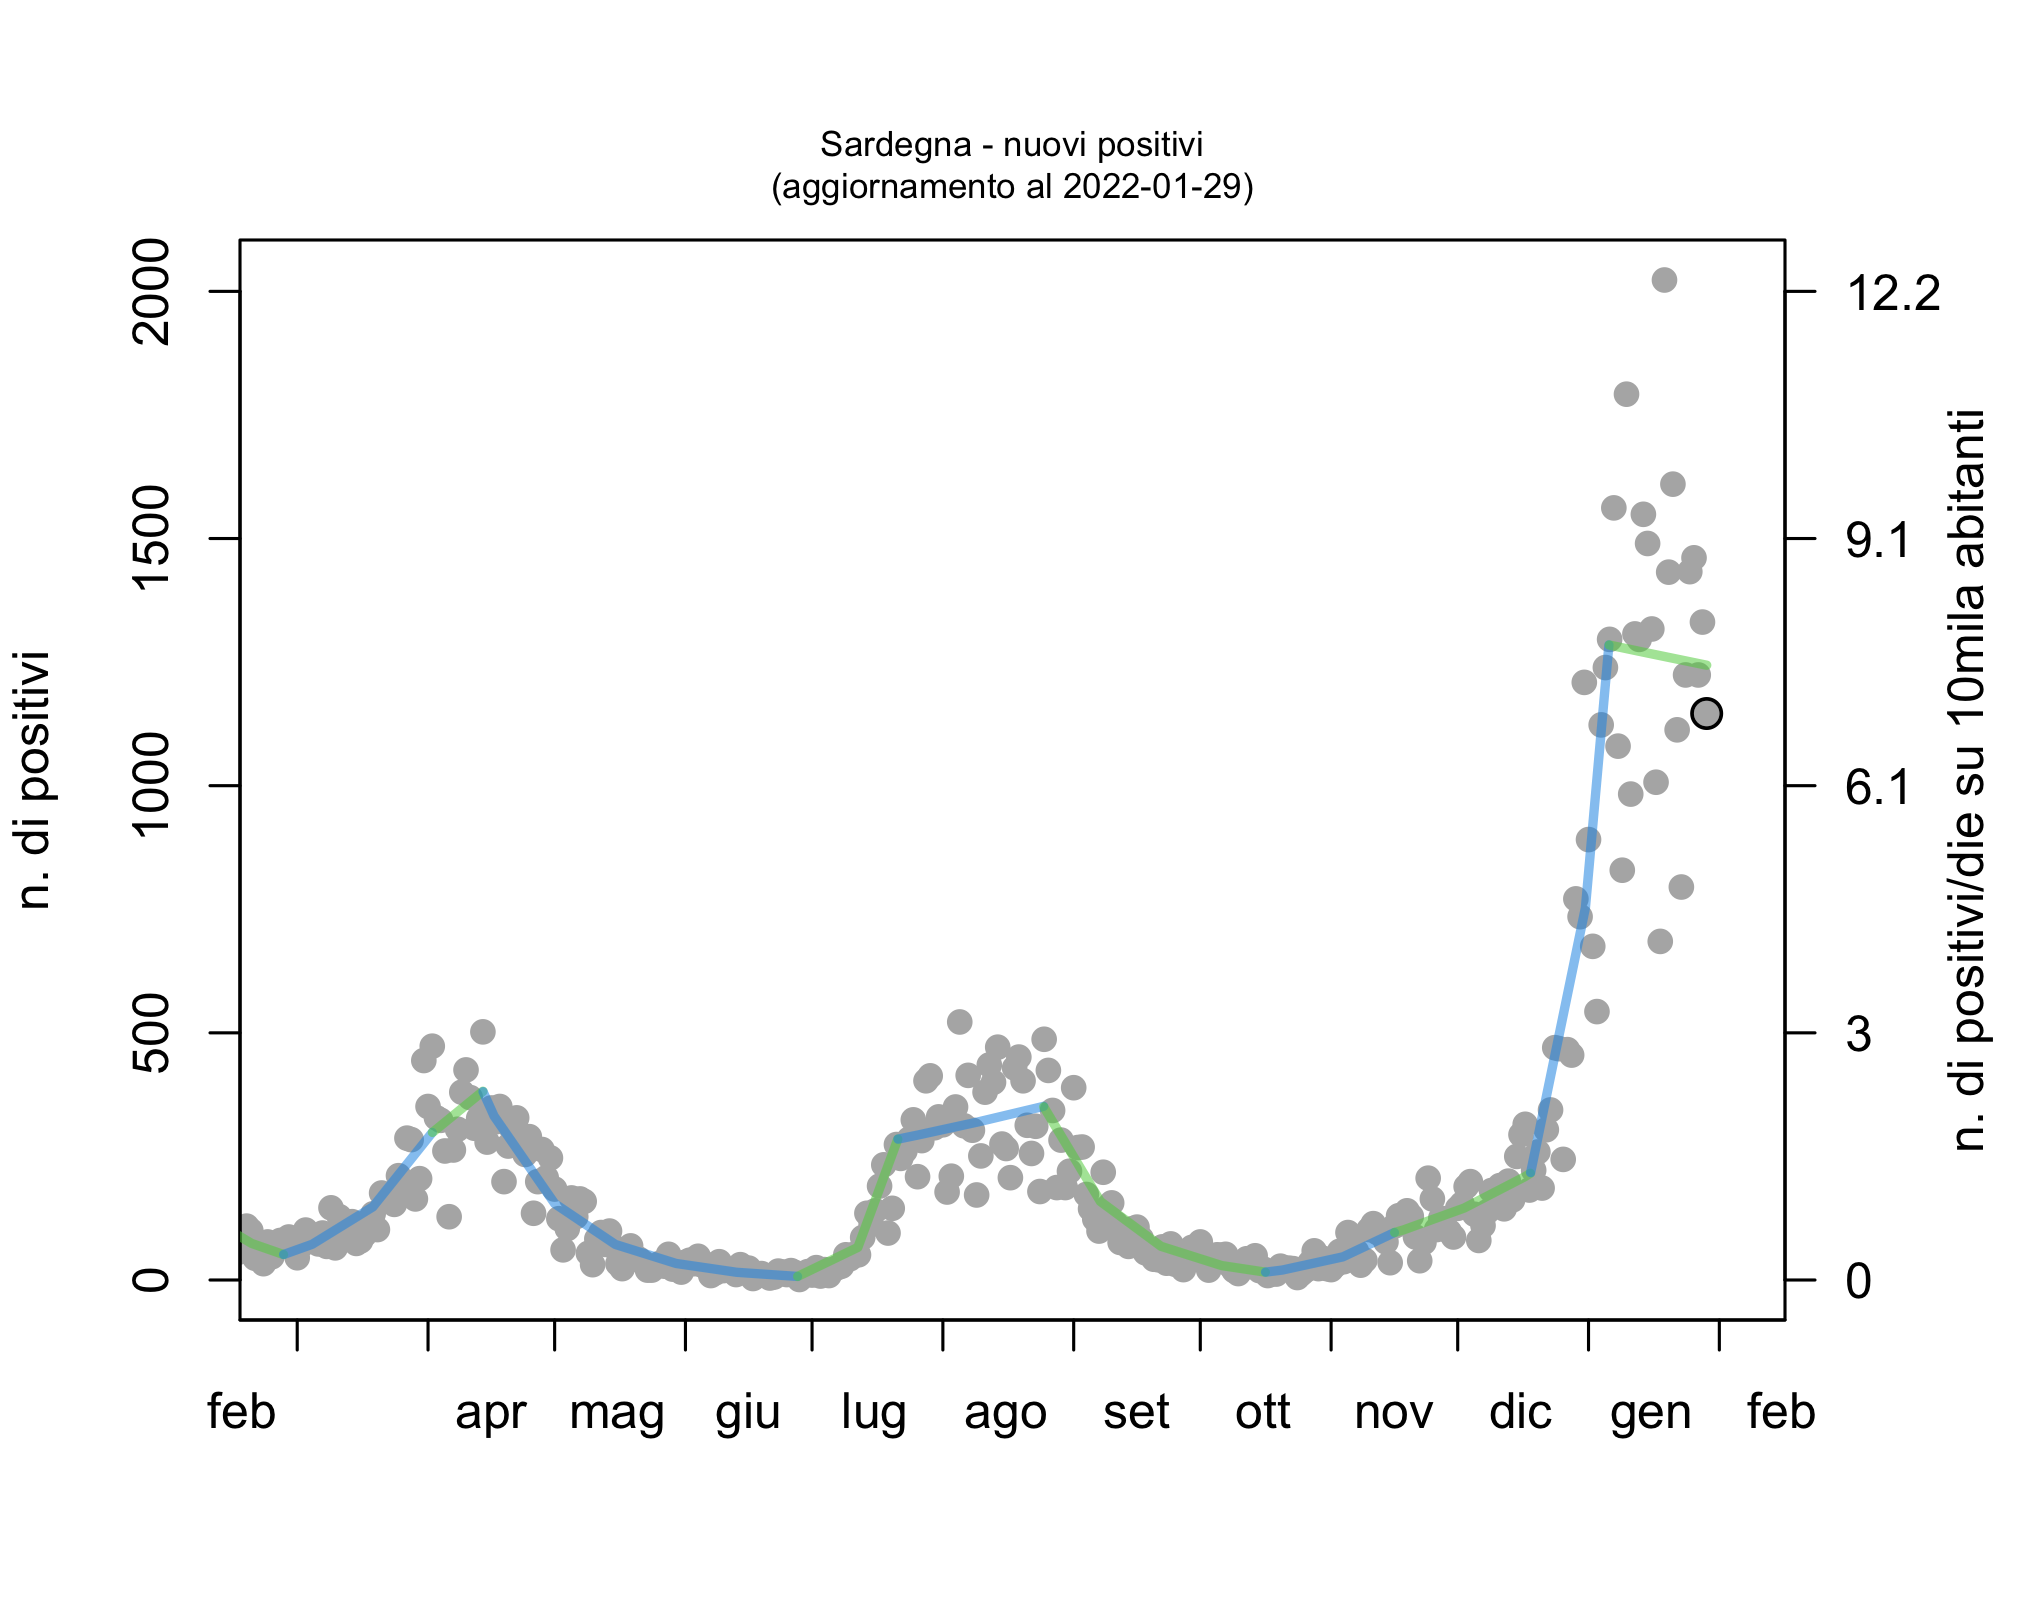 Sardegna - nuovi positivi
(aggiornamento al 2022-01-29)
n. di positivi
2000
1500
1000
500
0
12.2
9.1
6.1
3
0
n. di positivi/die su 10mila abitanti
feb apr mag giu lug ago set ott nov dic gen feb